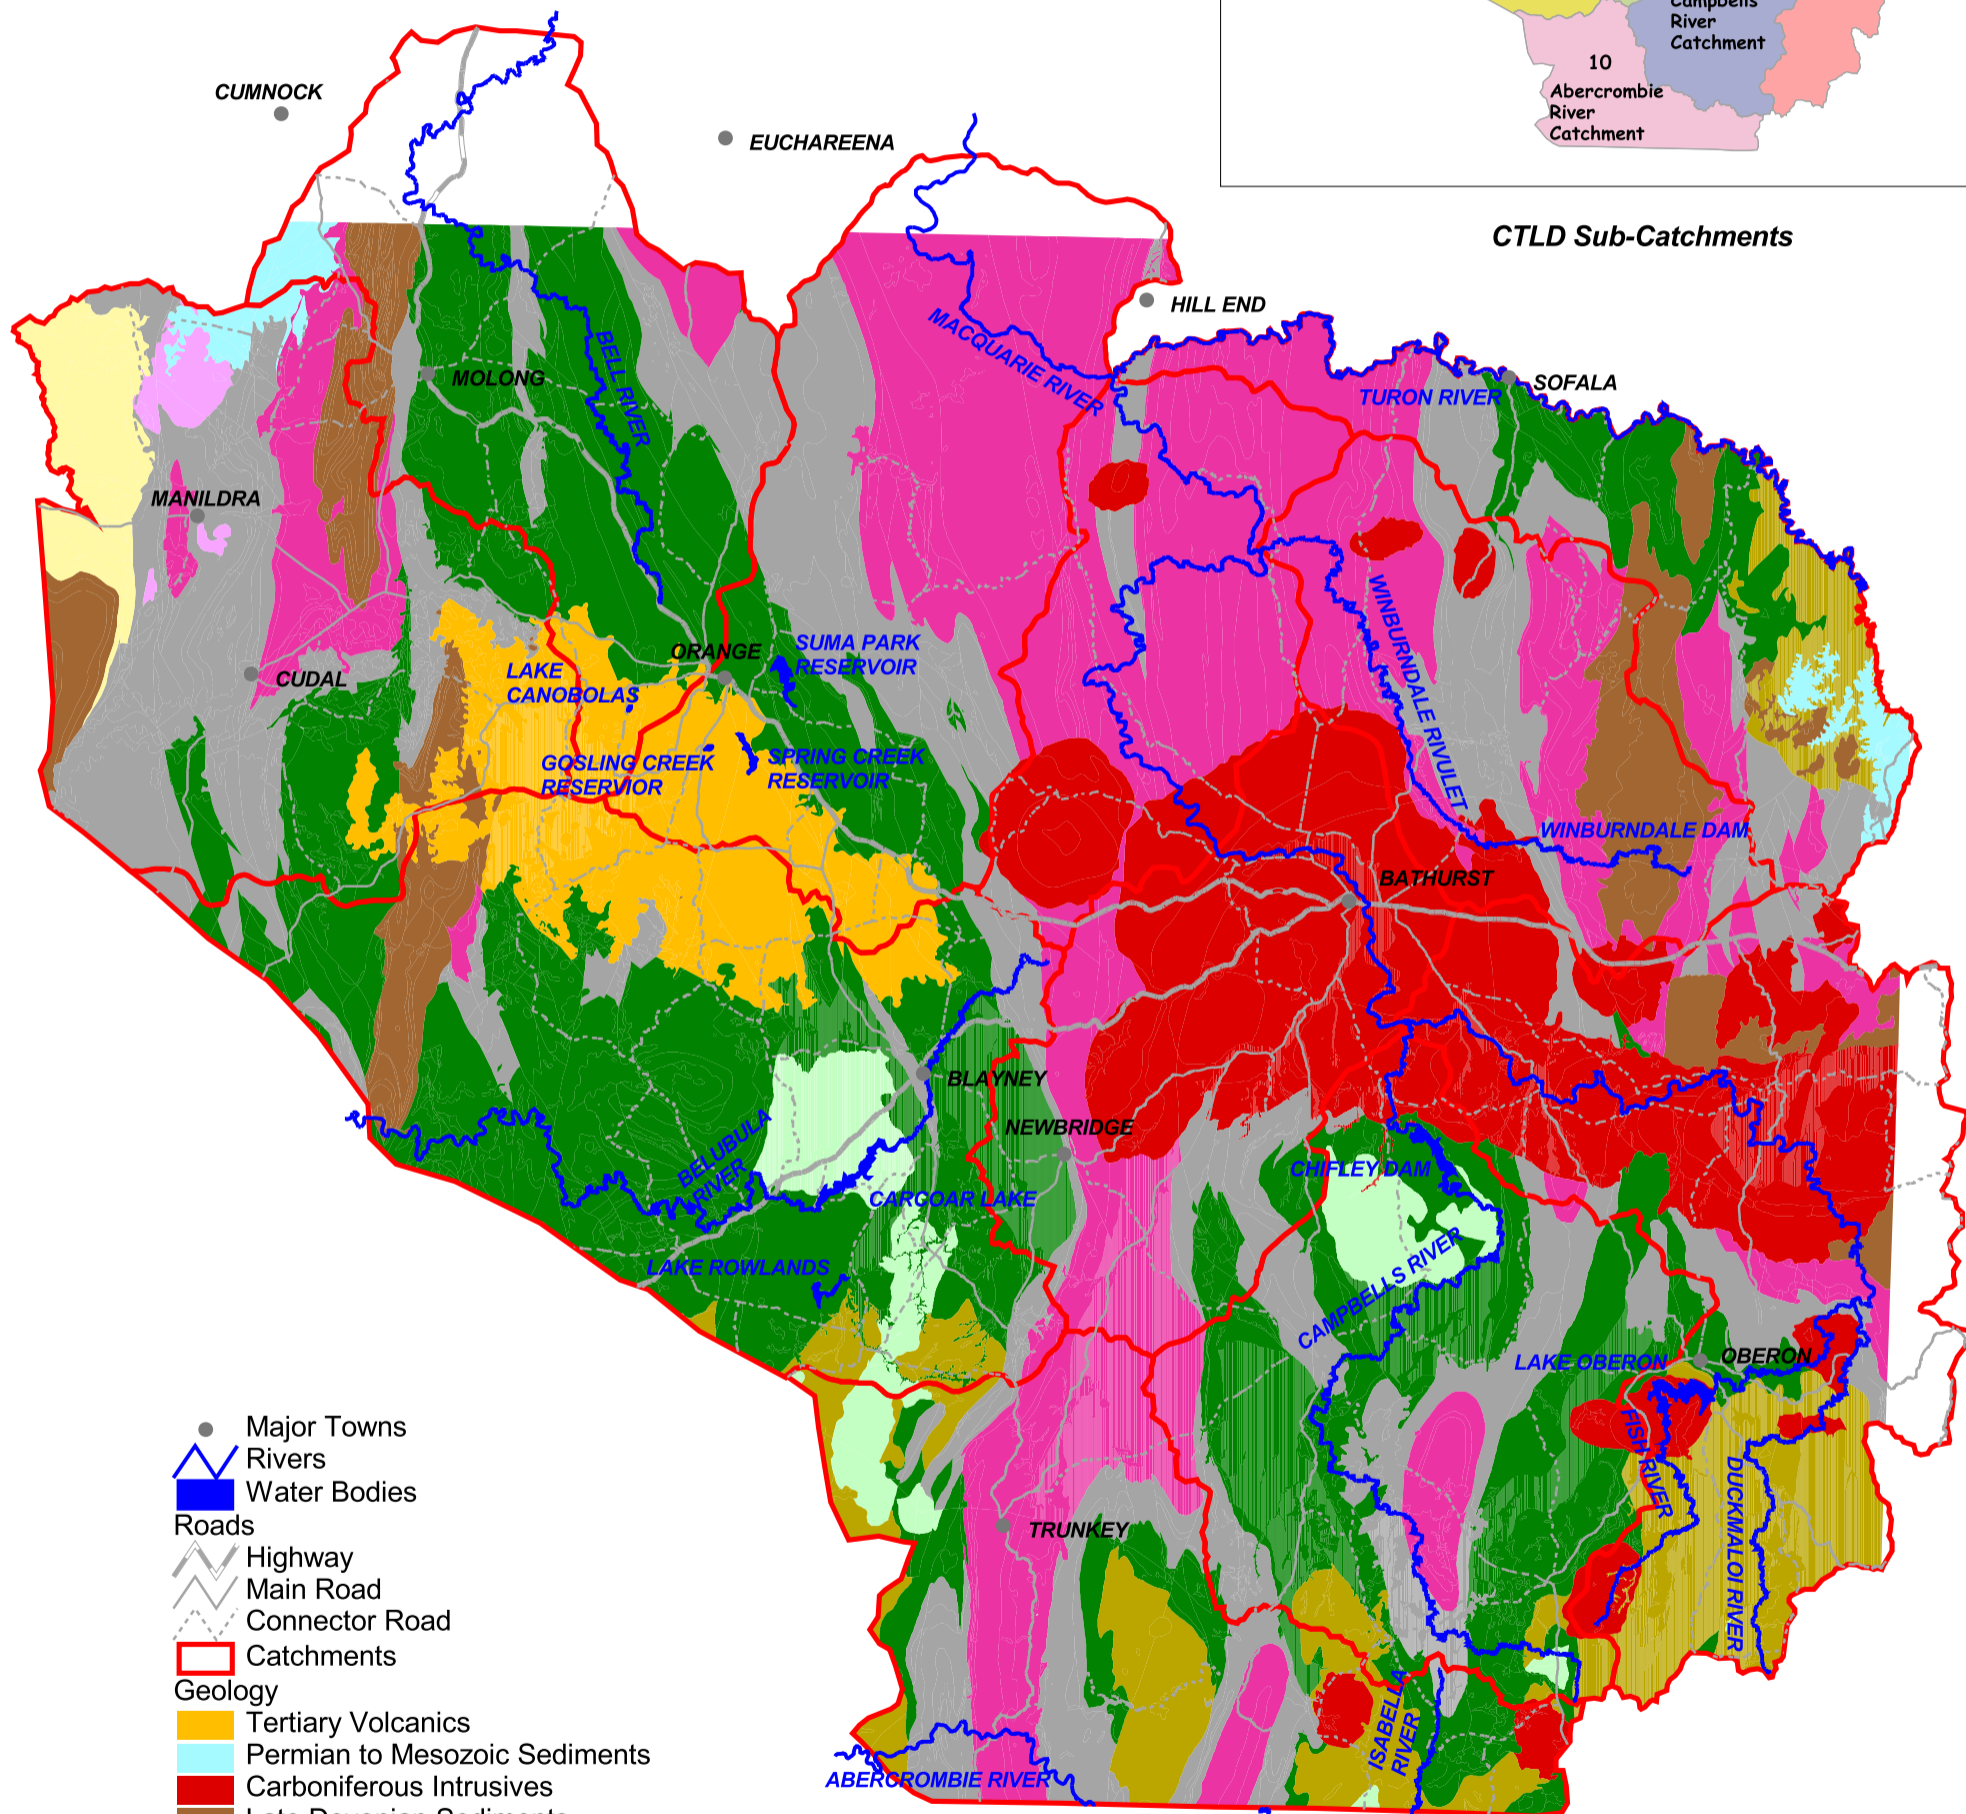 Campbells
River
Catchment
10
Abercrombie
River
Catchment
CTLD Sub-Catchments
CUMNOCK
EUCHAREENA
HILL END
MACQUARIE RIVER
BELL RIVER
MOLONG
TURON RIVER
SOFALA
MANILDRA
WINBURNDALE RIVULET
ORANGE
SUMA PARK
RESERVOIR
LAKE
CANOBOLAS
CUDAL
GOSLING CREEK
RESERVIOR
SPRING CREEK
RESERVOIR
WINBURNDALE DAM
BATHURST
BLAYNEY
NEWBRIDGE
BELUBULA
RIVER
CHIFLEY DAM
CARCOAR LAKE
CAMPBELLS RIVER
LAKE ROWLANDS
LAKE OBERON
OBERON
FISH RIVER
DUCKMALOI RIVER
TRUNKEY
ISABELLA
RIVER
ABERCROMBIE RIVER
Major Towns
Rivers
Water Bodies
Roads
Highway
Main Road
Connector Road
Catchments
Geology
Tertiary Volcanics
Permian to Mesozoic Sediments
Carboniferous Intrusives
Late Devonian Sediments